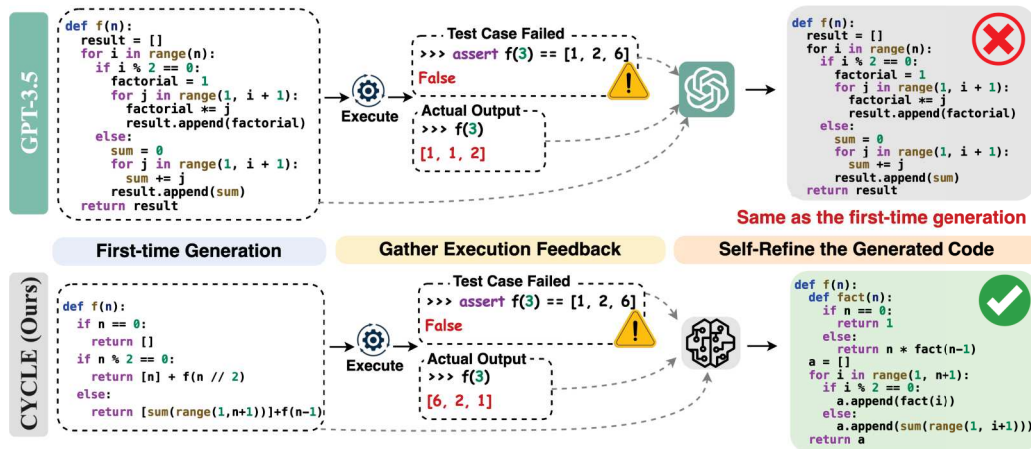 GPT-3.5
def f(n):
  result = []
  for i in range(n):
    if i % 2 == 0:
      factorial = 1
      for j in range(1, i + 1):
        factorial *= j
        result.append(factorial)
    else:
      sum = 0
      for j in range(1, i + 1):
        sum += j
      result.append(sum)
  return result
Execute
Test Case Failed
>>> assert f(3) == [1, 2, 6]
False
Actual Output
>>> f(3)
[1, 1, 2]
def f(n):
  result = []
  for i in range(n):
    if i % 2 == 0:
      factorial = 1
      for j in range(1, i + 1):
        factorial *= j
        result.append(factorial)
    else:
      sum = 0
      for j in range(1, i + 1):
        sum += j
      result.append(sum)
  return result
Same as the first-time generation
First-time Generation
Gather Execution Feedback
Self-Refine the Generated Code
CYCLE (Ours)
def f(n):
  if n == 0:
    return []
  if n % 2 == 0:
    return [n] + f(n // 2)
  else:
    return [sum(range(1,n+1))]+f(n-1)
Execute
Test Case Failed
>>> assert f(3) == [1, 2, 6]
False
Actual Output
>>> f(3)
[6, 2, 1]
def f(n):
  def fact(n):
    if n == 0:
      return 1
    else:
      return n * fact(n-1)
  a = []
  for i in range(1, n+1):
    if i % 2 == 0:
      a.append(fact(i))
    else:
      a.append(sum(range(1, i+1)))
  return a